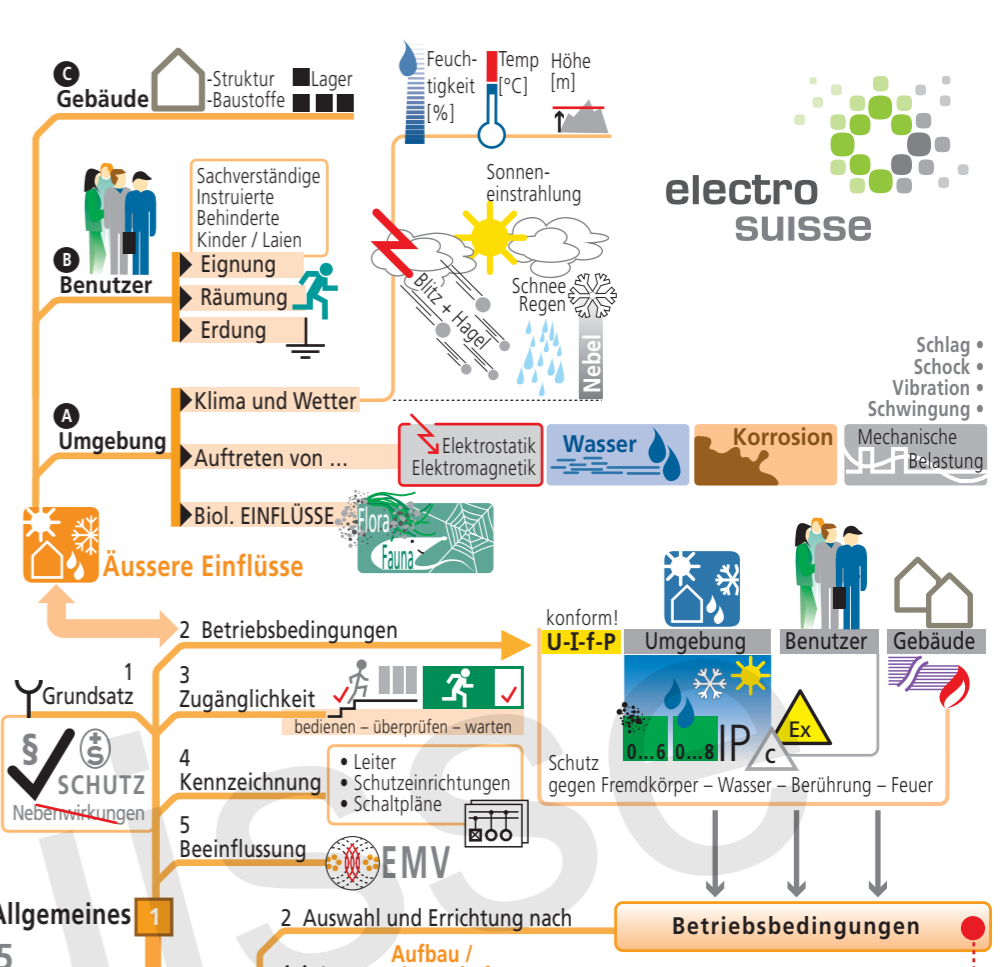 C
Gebäude
-Struktur
-Baustoffe
Lager
Feuch-
tigkeit
[%]
Temp
[°C]
Höhe
[m]
electro
suisse
B
Benutzer
Sachverständige
Instruierte
Behinderte
Kinder / Laien
Eignung
Räumung
Erdung
Sonnen-
einstrahlung
Blitz + Hagel
Schnee
Regen
Nebel
A
Umgebung
Klima und Wetter
Auftreten von ...
Biol. EINFLÜSSE
Elektrostatik
Elektromagnetik
Wasser
Korrosion
Schlag •
Schock •
Vibration •
Schwingung •
Mechanische
Belastung
Flora
Fauna
Äussere Einflüsse
1
Grundsatz
§
SCHUTZ
Nebenwirkungen
2 Betriebsbedingungen
3
Zugänglichkeit
bedienen – überprüfen – warten
4
Kennzeichnung
• Leiter
• Schutzeinrichtungen
• Schaltpläne
5
Beeinflussung
EMV
konform!
U-I-f-P
Umgebung
Benutzer
Gebäude
0...6
0...8
IP
C
Ex
Schutz
gegen Fremdkörper – Wasser – Berührung – Feuer
Allgemeines 1
5
2 Auswahl und Errichtung nach
Betriebsbedingungen
Aufbau /